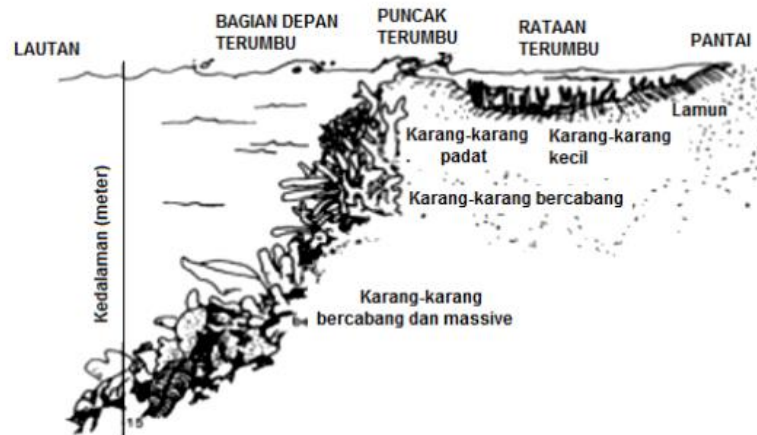 LAUTAN
BAGIAN DEPAN
TERUMBU
PUNCAK
TERUMBU
RATAAN
TERUMBU
PANTAI
Lamun
Karang-karang
padat
Karang-karang
kecil
Karang-karang bercabang
Karang-karang
bercabang dan massive
Kedalaman (meter)
15